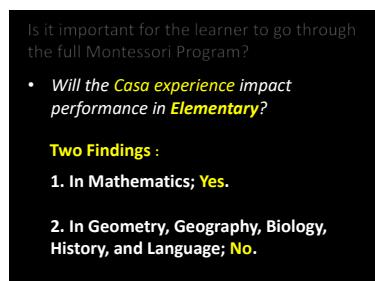 Is it important for the learner to go through
the full Montessori Program?
• Will the Casa experience impact
performance in Elementary?
Two Findings :
1. In Mathematics; Yes.
2. In Geometry, Geography, Biology,
History, and Language; No.